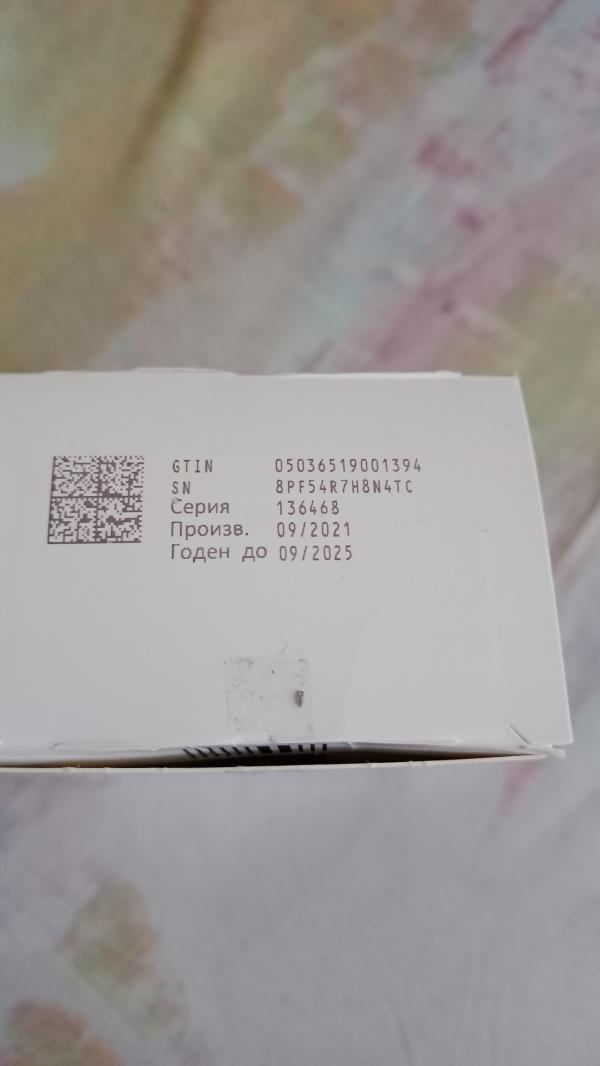 GTIN 05036519001394
SN 8PF54R7H8N4TC
Серия 136468
Произв. 09/2021
Годен до 09/2025